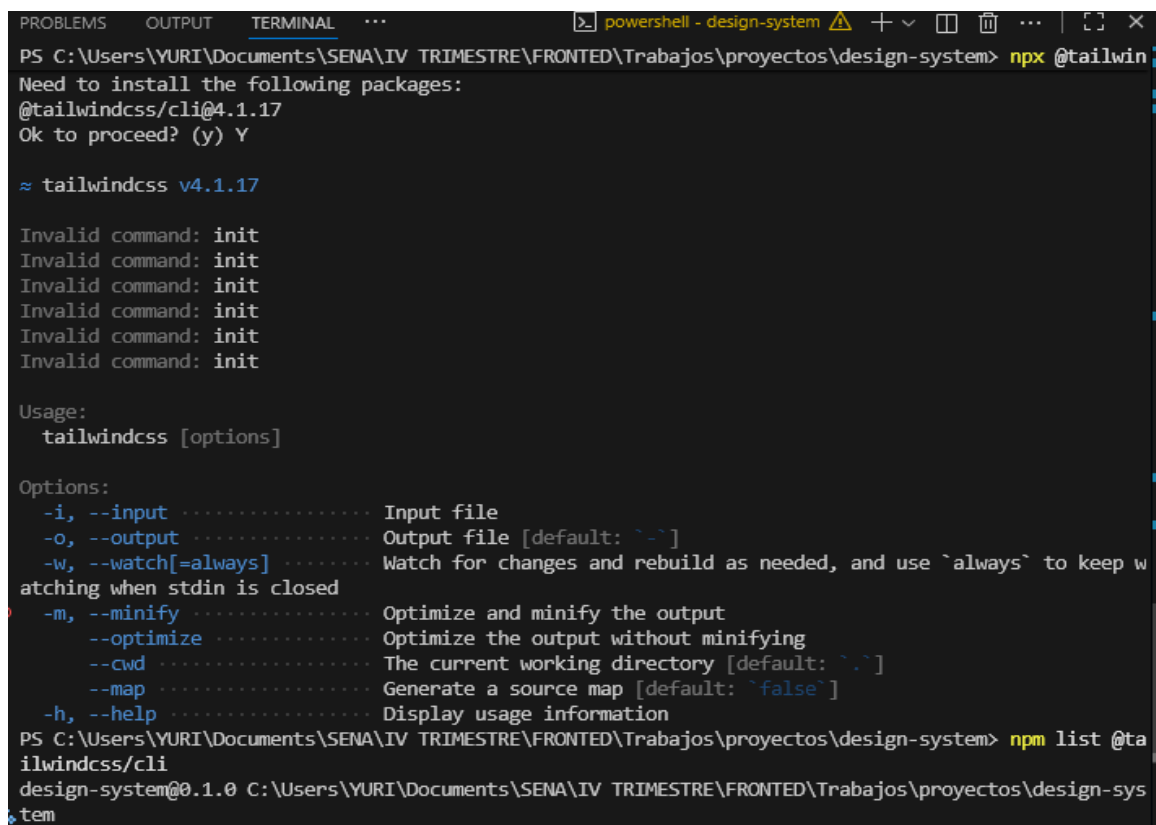 PROBLEMS OUTPUT TERMINAL ··· powershell - design-system
PS C:\Users\YURI\Documents\SENA\IV TRIMESTRE\FRONTED\Trabajos\proyectos\design-system> npx @tailwin
Need to install the following packages:
@tailwindcss/cli@4.1.17
Ok to proceed? (y) Y
≈ tailwindcss v4.1.17
Invalid command: init
Invalid command: init
Invalid command: init
Invalid command: init
Invalid command: init
Invalid command: init
Usage:
tailwindcss [options]
Options:
-i, --input ················· Input file
-o, --output ················ Output file [default: `-`]
-w, --watch[=always] ········ Watch for changes and rebuild as needed, and use `always` to keep w
atching when stdin is closed
-m, --minify ················ Optimize and minify the output
--optimize ·············· Optimize the output without minifying
--cwd ··················· The current working directory [default: `.`]
--map ··················· Generate a source map [default: `false`]
-h, --help ·················· Display usage information
PS C:\Users\YURI\Documents\SENA\IV TRIMESTRE\FRONTED\Trabajos\proyectos\design-system> npm list @ta
ilwindcss/cli
design-system@0.1.0 C:\Users\YURI\Documents\SENA\IV TRIMESTRE\FRONTED\Trabajos\proyectos\design-sys
tem